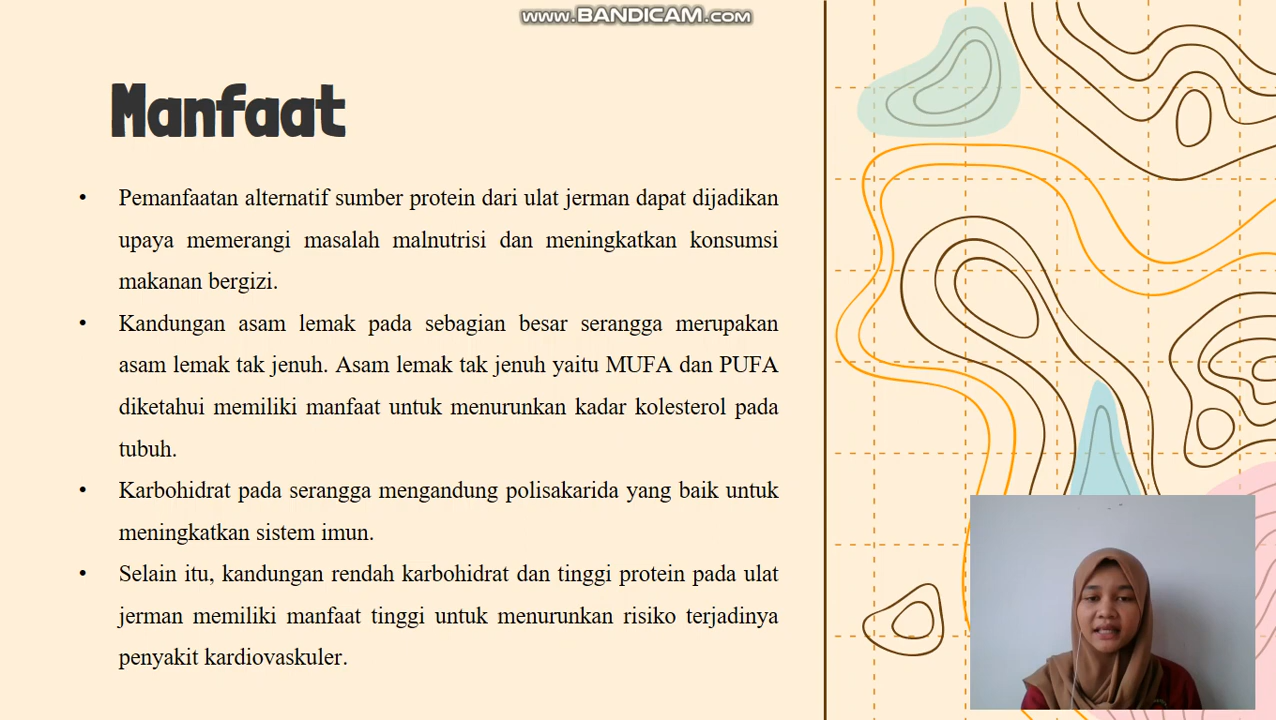 www.BANDICAM.com
Manfaat
• Pemanfaatan alternatif sumber protein dari ulat jerman dapat dijadikan
upaya memerangi masalah malnutrisi dan meningkatkan konsumsi
makanan bergizi.
• Kandungan asam lemak pada sebagian besar serangga merupakan
asam lemak tak jenuh. Asam lemak tak jenuh yaitu MUFA dan PUFA
diketahui memiliki manfaat untuk menurunkan kadar kolesterol pada
tubuh.
• Karbohidrat pada serangga mengandung polisakarida yang baik untuk
meningkatkan sistem imun.
• Selain itu, kandungan rendah karbohidrat dan tinggi protein pada ulat
jerman memiliki manfaat tinggi untuk menurunkan risiko terjadinya
penyakit kardiovaskuler.